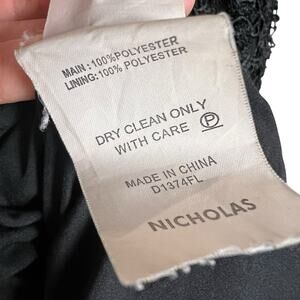 MAIN:100%POLYESTER
LINING:100% POLYESTER
DRY CLEAN ONLY
WITH CARE P
MADE IN CHINA
D1374FL
NICHOLAS